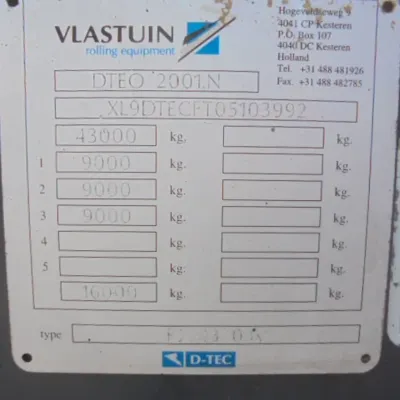 VLASTUIN
rolling equipment
Hogeveldseweg 9
4041 CP Kesteren
P.O. Box 107
4040 DC Kesteren
Holland
Tel. +31 488 481926
Fax. +31 488 482785
DTEO 2001.N
XL9DTECFT05103992
43000 kg. kg.
1 9000 kg. kg.
2 9000 kg. kg.
3 9000 kg. kg.
4 kg. kg.
5 kg. kg.
16000 kg. kg.
type
D-TEC